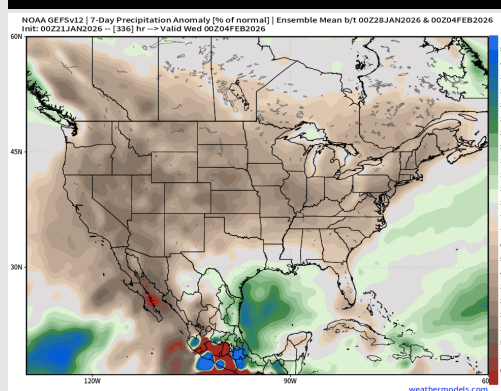 NOAA GEFSv12 | 7-Day Precipitation Anomaly [% of normal] | Ensemble Mean b/t 00Z28JAN2026 & 00Z04FEB2026
Init: 00Z21JAN2026 -- [336] hr --> Valid Wed 00Z04FEB2026
60N
45N
30N
120W
90W
60
weathermodels.com